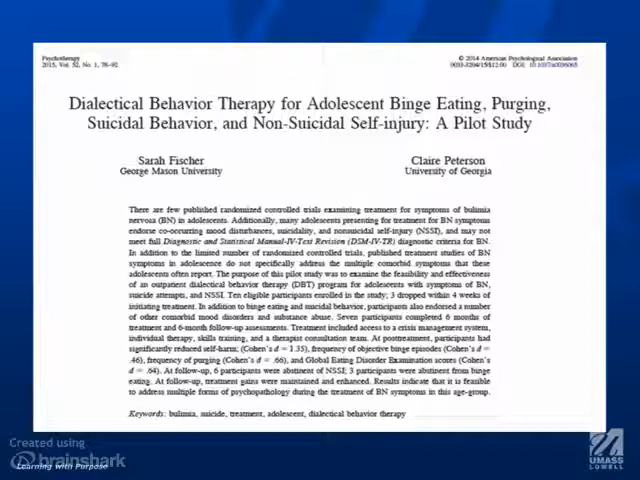 Psychotherapy
2015, Vol. 52, No. 1, 78–92
© 2014 American Psychological Association
0033-3204/15/$12.00 DOI: 10.1037/a0036065
Dialectical Behavior Therapy for Adolescent Binge Eating, Purging,
Suicidal Behavior, and Non-Suicidal Self-injury: A Pilot Study
Sarah Fischer
George Mason University
Claire Peterson
University of Georgia
There are few published randomized controlled trials examining treatment for symptoms of bulimia
nervosa (BN) in adolescents. Additionally, many adolescents presenting for treatment for BN symptoms
endorse co-occurring mood disturbances, suicidality, and nonsuicidal self-injury (NSSI), and may not
meet full Diagnostic and Statistical Manual-IV-Text Revision (DSM-IV-TR) diagnostic criteria for BN.
In addition to the limited number of randomized controlled trials, published treatment studies of BN
symptoms in adolescence do not specifically address the multiple comorbid symptoms that these
adolescents often report. The purpose of this pilot study was to examine the feasibility and effectiveness
of an outpatient dialectical behavior therapy (DBT) program for adolescents with symptoms of BN,
suicide attempts, and NSSI. Ten eligible participants enrolled in the study; 3 dropped within 4 weeks of
initiating treatment. In addition to binge eating and suicidal behavior, participants also endorsed a number
of other comorbid mood disorders and substance abuse. Seven participants completed 6 months of
treatment and 6-month follow-up assessments. Treatment included access to a crisis management system,
individual therapy, skills training, and a therapist consultation team. At posttreatment, participants had
significantly reduced self-harm; (Cohen's d = 1.35), frequency of objective binge episodes (Cohen's d =
.46), frequency of purging (Cohen's d = .66), and Global Eating Disorder Examination scores (Cohen's
d = .64). At follow-up, 6 participants were abstinent of NSSI; 3 participants were abstinent from binge
eating. At follow-up, treatment gains were maintained and enhanced. Results indicate that it is feasible
to address multiple forms of psychopathology during the treatment of BN symptoms in this age-group.
Keywords: bulimia, suicide, treatment, adolescent, dialectical behavior therapy
Created using
brainshark
Learning with Purpose
UMASS
LOWELL